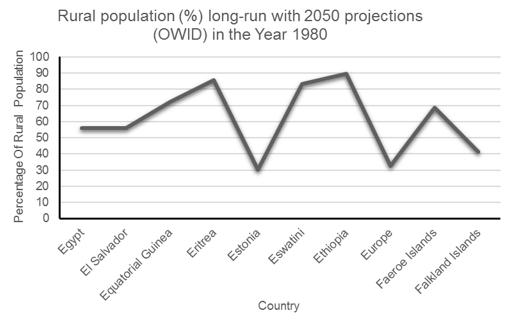 Rural population (%) long-run with 2050 projections
(OWID) in the Year 1980
Percentage Of Rural Population
100
90
80
70
60
50
40
30
20
10
0
Egypt
El Salvador
Equatorial Guinea
Eritrea
Estonia
Eswatini
Ethiopia
Europe
Faeroe Islands
Falkland Islands
Country